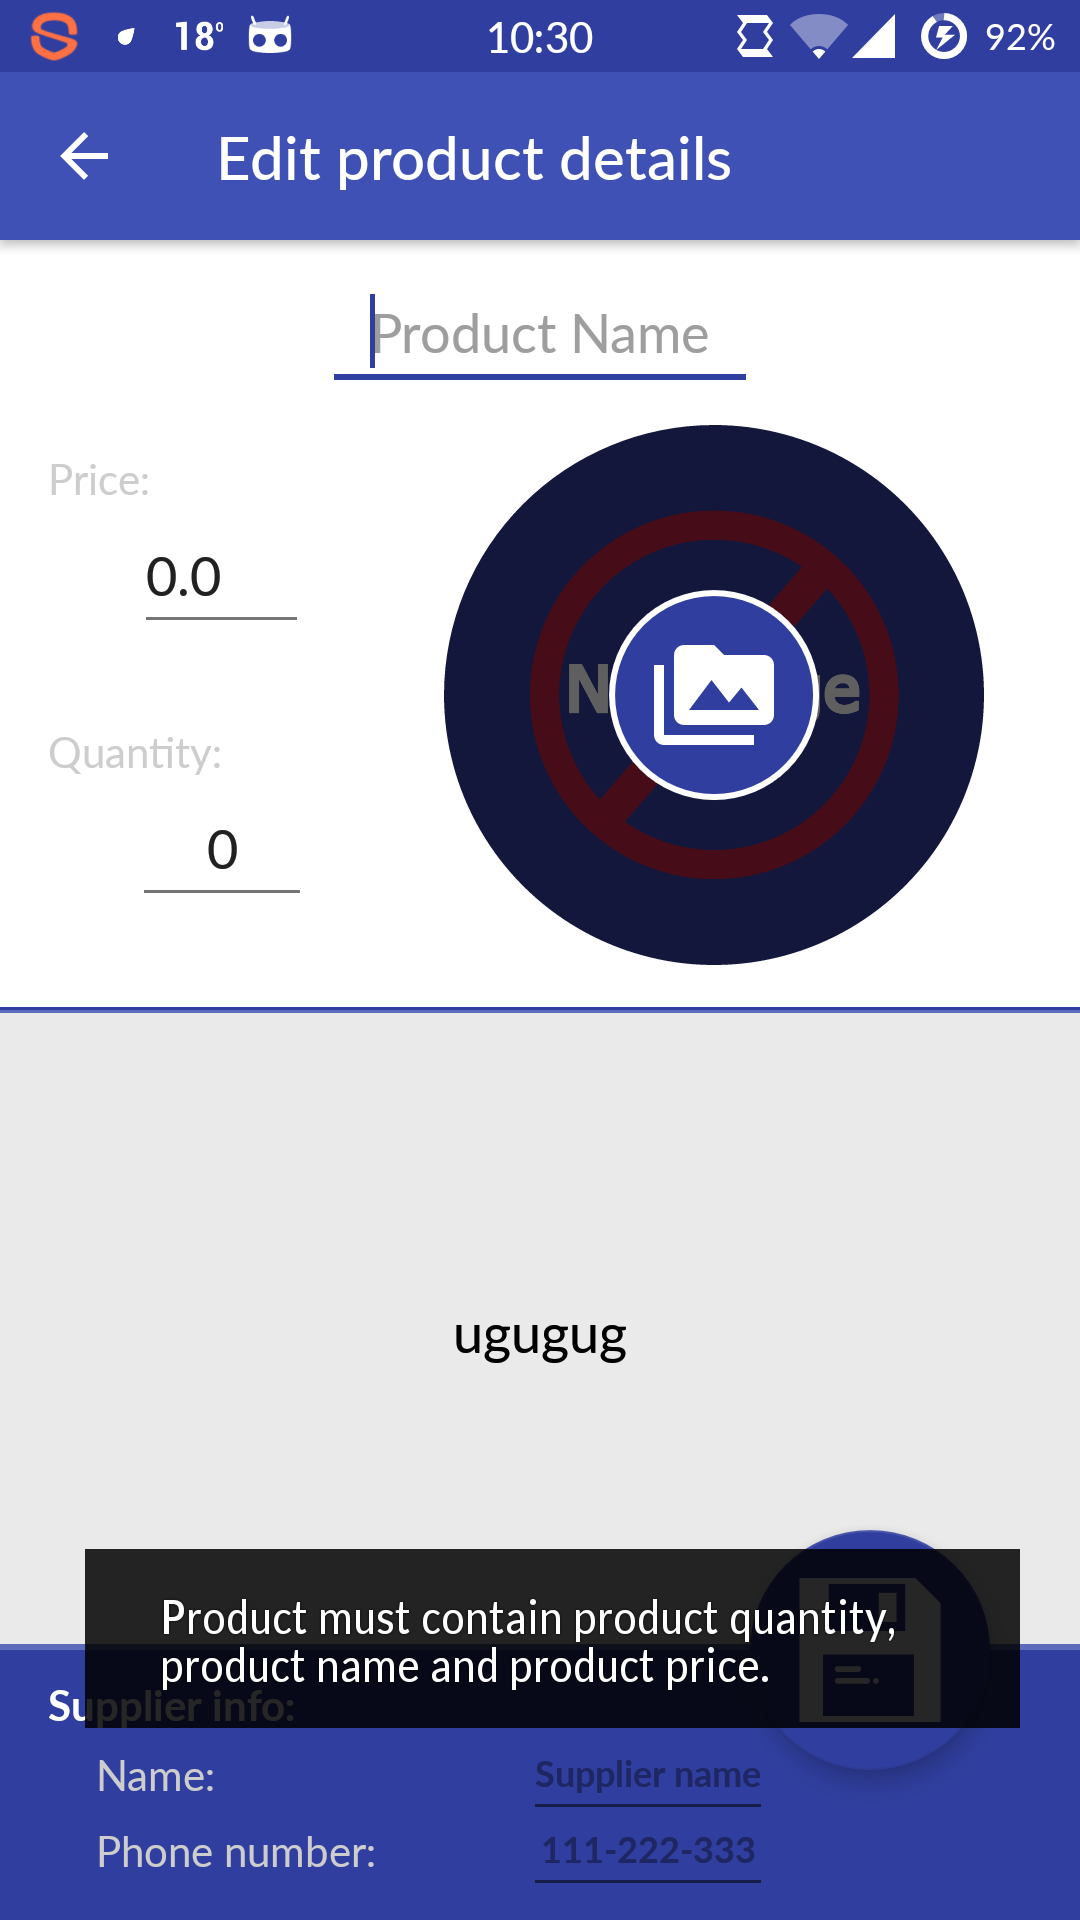 18° 10:30 92%
Edit product details
Product Name
Price:
0.0
Quantity:
0
ugugug
Product must contain product quantity,
product name and product price.
Supplier info:
Name: Supplier name
Phone number: 111-222-333